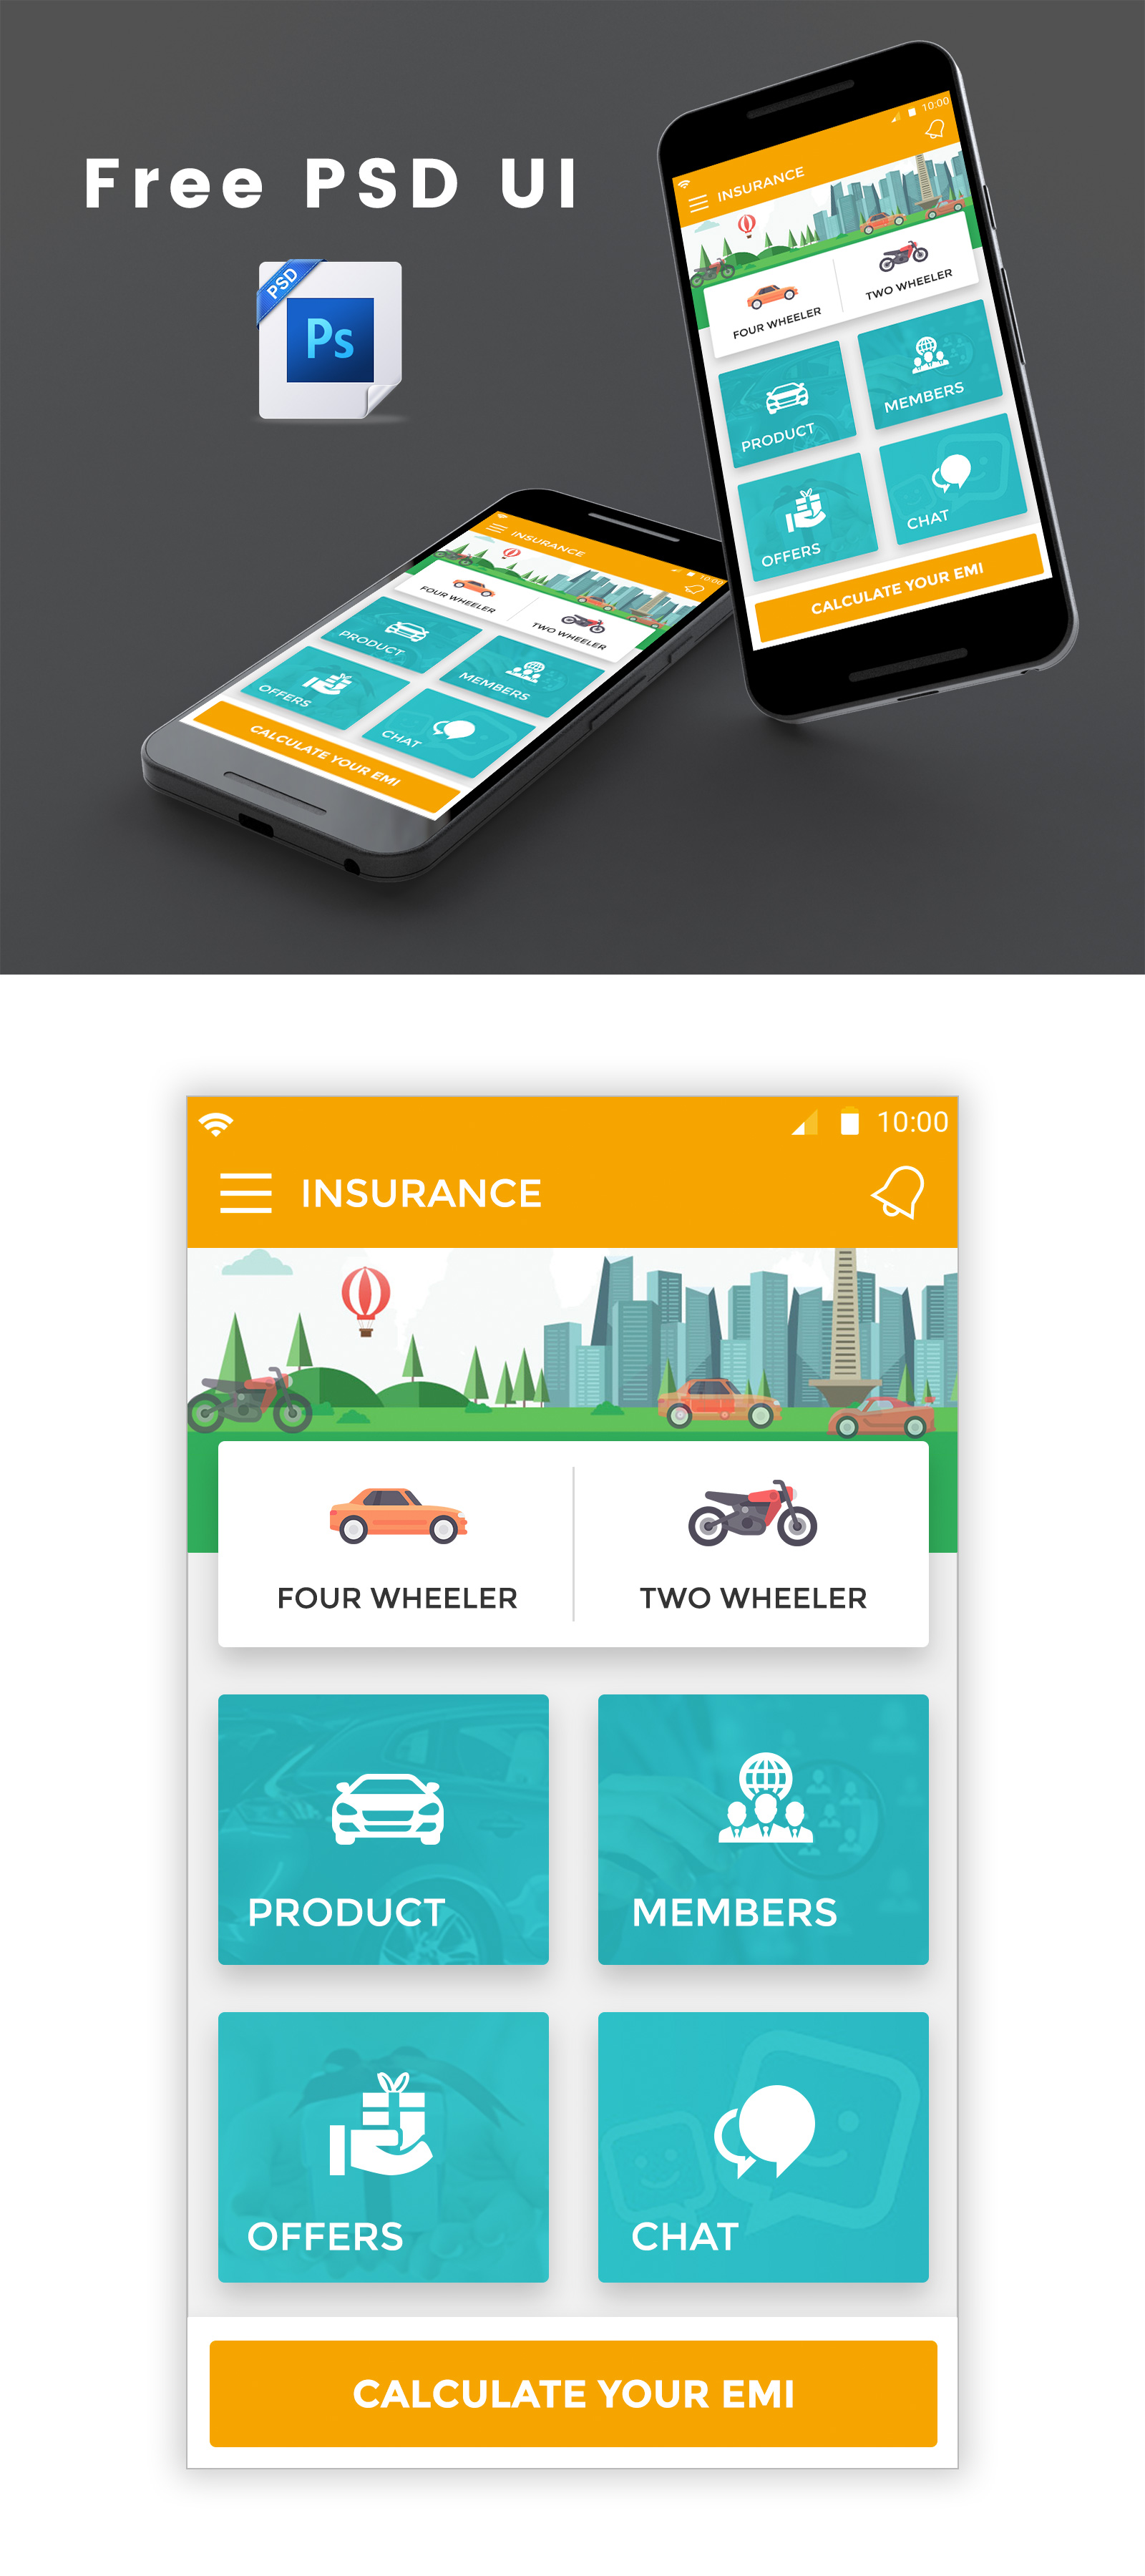 Free PSD UI
PSD
Ps
10:00
INSURANCE
FOUR WHEELER
TWO WHEELER
PRODUCT
MEMBERS
OFFERS
CHAT
CALCULATE YOUR EMI
INSURANCE
10:00
FOUR WHEELER
TWO WHEELER
PRODUCT
MEMBERS
OFFERS
CHAT
CALCULATE YOUR EMI
10:00
INSURANCE
FOUR WHEELER
TWO WHEELER
PRODUCT
MEMBERS
OFFERS
CHAT
CALCULATE YOUR EMI